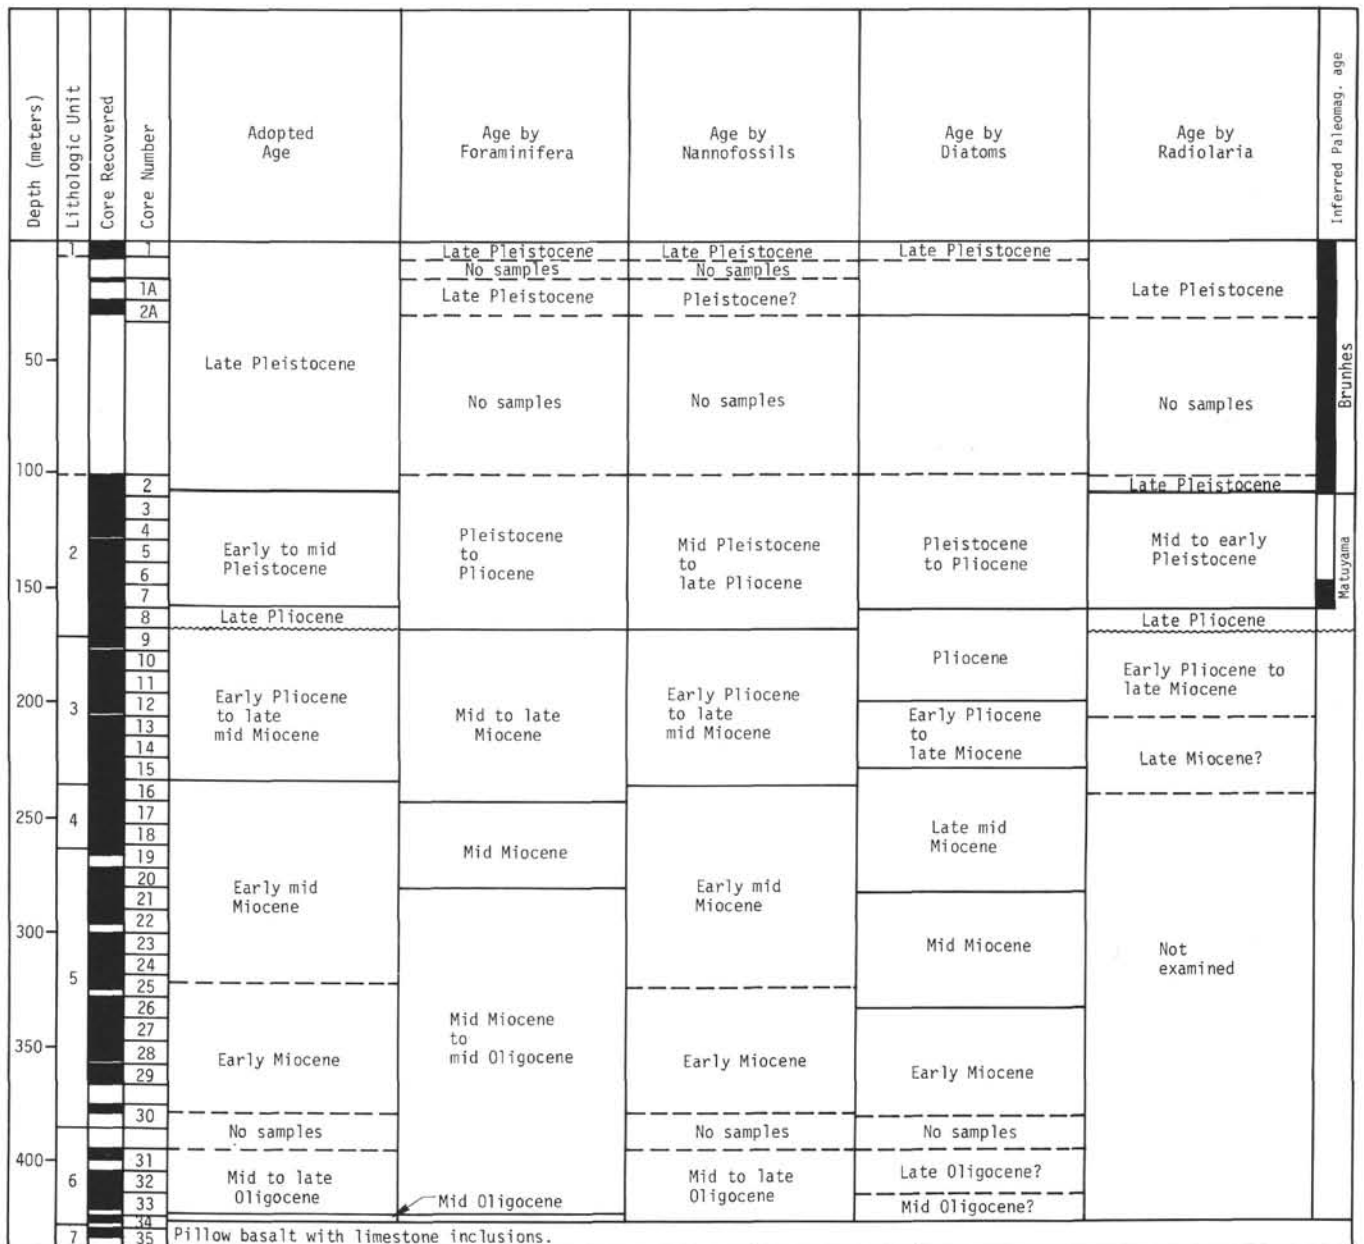 Depth (meters)
Lithologic Unit
Core Recovered
Core Number
Adopted
Age
Age by
Foraminifera
Age by
Nannofossils
Age by
Diatoms
Age by
Radiolaria
Inferred Paleomag. age
50
100
150
200
250
300
350
400
1
2
3
4
5
6
7
1
1A
2A
2
3
4
5
6
7
8
9
10
11
12
13
14
15
16
17
18
19
20
21
22
23
24
25
26
27
28
29
30
31
32
33
34
35
Late Pleistocene
Early to mid
Pleistocene
Late Pliocene
Early Pliocene
to late
mid Miocene
Early mid
Miocene
Early Miocene
No samples
Mid to late
Oligocene
Late Pleistocene
No samples
Late Pleistocene
No samples
Pleistocene
to
Pliocene
Mid to late
Miocene
Mid Miocene
Mid Miocene
to
mid Oligocene
Mid Oligocene
Late Pleistocene
No samples
Pleistocene?
No samples
Mid Pleistocene
to
late Pliocene
Early Pliocene
to late
mid Miocene
Early mid
Miocene
Early Miocene
No samples
Mid to late
Oligocene
Late Pleistocene
Pleistocene
to Pliocene
Pliocene
Early Pliocene
to
late Miocene
Late mid
Miocene
Mid Miocene
Early Miocene
No samples
Late Oligocene?
Mid Oligocene?
Late Pleistocene
No samples
Late Pleistocene
Mid to early
Pleistocene
Late Pliocene
Early Pliocene to
late Miocene
Late Miocene?
Not
examined
Brunhes
Matuyama
Pillow basalt with limestone inclusions.